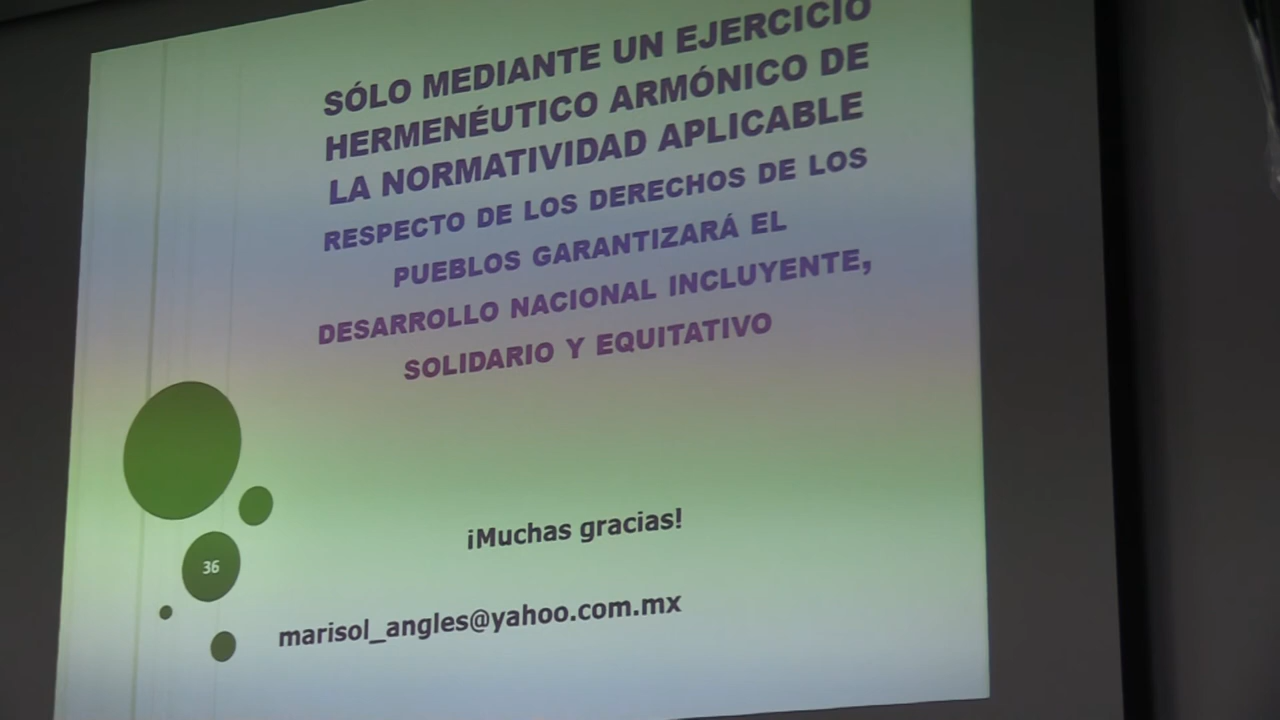 SÓLO MEDIANTE UN EJERCICIO
HERMENÉUTICO ARMÓNICO DE
LA NORMATIVIDAD APLICABLE
RESPECTO DE LOS DERECHOS DE LOS
PUEBLOS GARANTIZARÁ EL
DESARROLLO NACIONAL INCLUYENTE,
SOLIDARIO Y EQUITATIVO
¡Muchas gracias!
36
marisol_angles@yahoo.com.mx